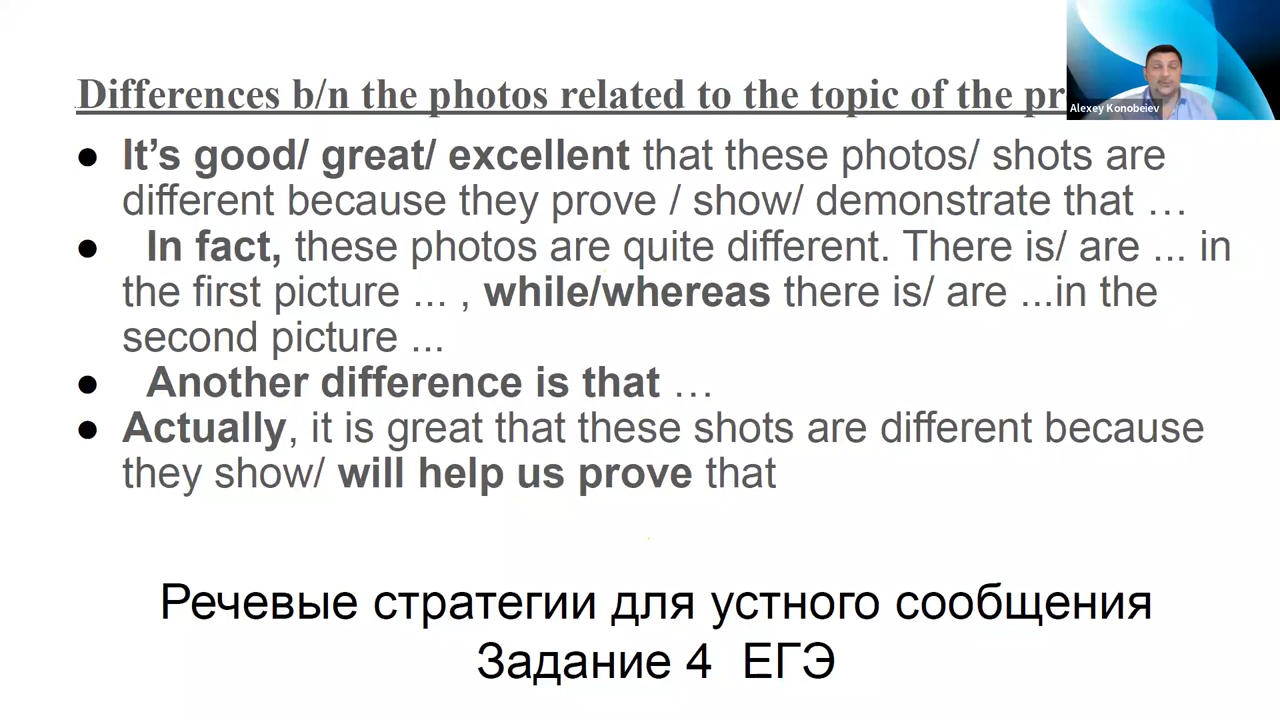 Differences b/n the photos related to the topic of the
Alexey Konobeiev
● It’s good/ great/ excellent that these photos/ shots are
different because they prove / show/ demonstrate that …
● In fact, these photos are quite different. There is/ are ... in
the first picture ... , while/whereas there is/ are ...in the
second picture ...
● Another difference is that …
● Actually, it is great that these shots are different because
they show/ will help us prove that
Речевые стратегии для устного сообщения
Задание 4 ЕГЭ